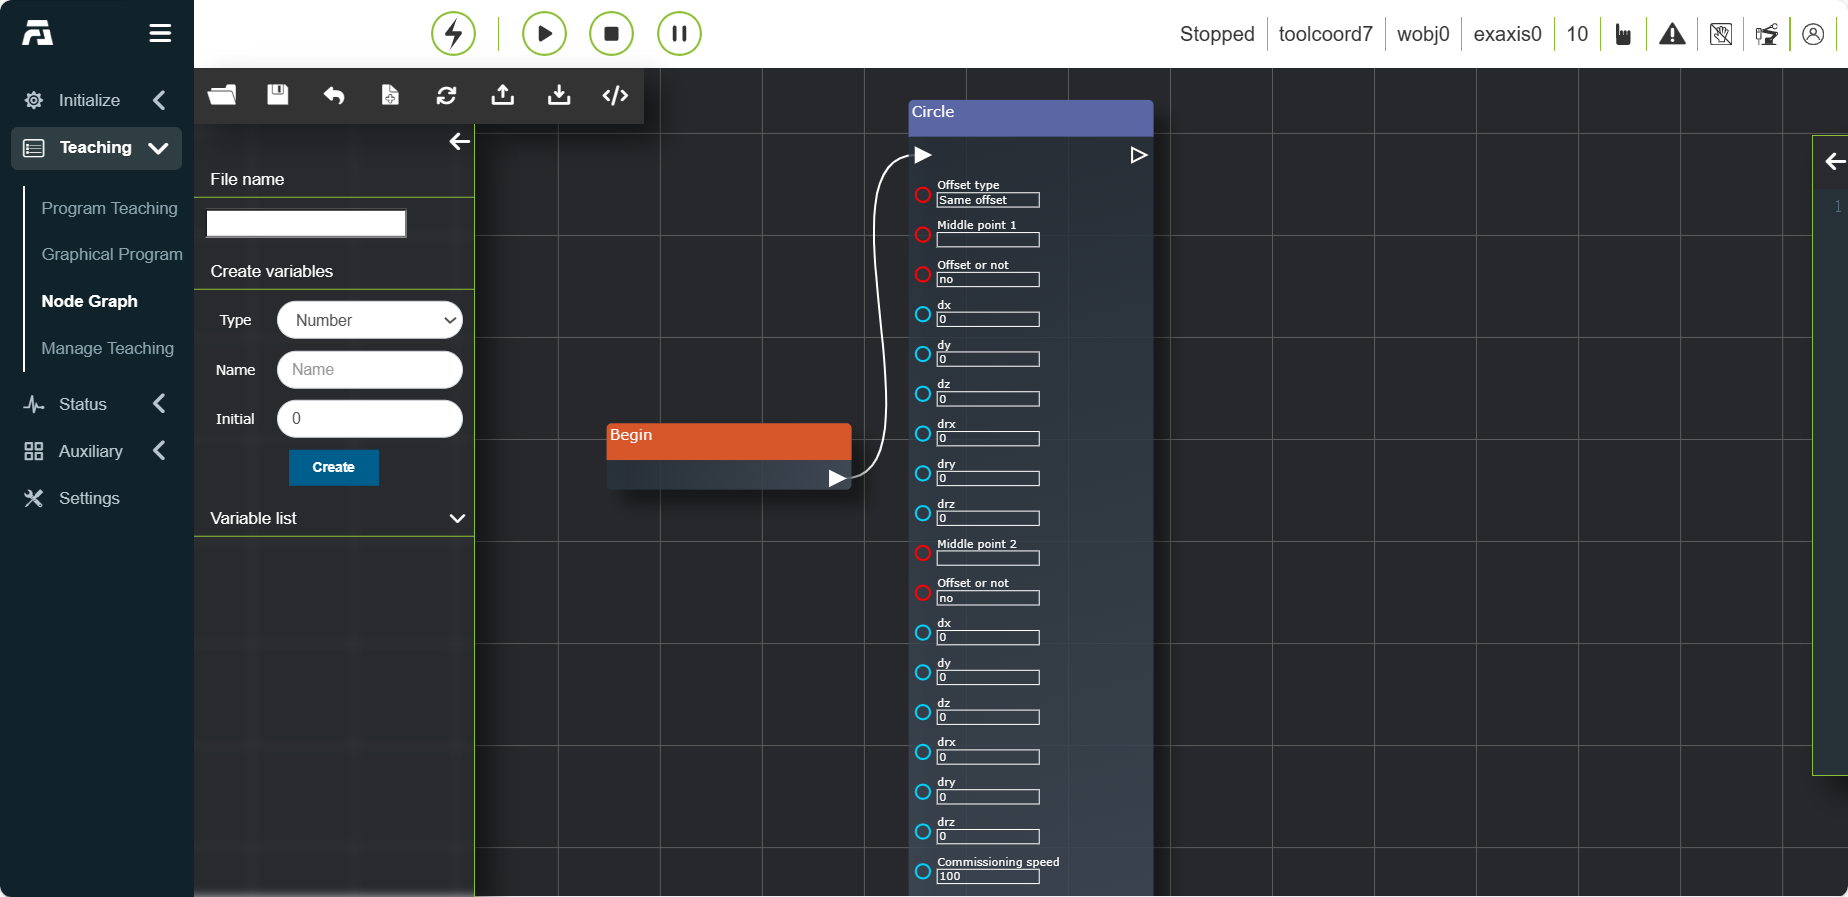 Stopped
toolcoord7
wobj0
exaxis0
10
Initialize
Teaching
Program Teaching
Graphical Program
Node Graph
Manage Teaching
Status
Auxiliary
Settings
File name
Create variables
Type
Number
Name
Name
Initial
0
Create
Variable list
Begin
Circle
Offset type
Same offset
Middle point 1
Offset or not
no
dx
0
dy
0
dz
0
drx
0
dry
0
drz
0
Middle point 2
Offset or not
no
dx
0
dy
0
dz
0
drx
0
dry
0
drz
0
Commissioning speed
100
1